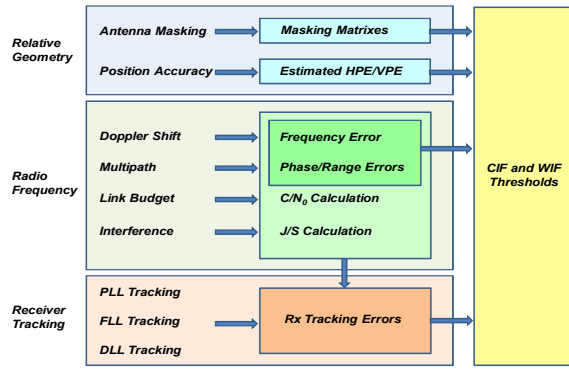 Relative
Geometry
Antenna Masking
Masking Matrixes
Position Accuracy
Estimated HPE/VPE
Radio
Frequency
Doppler Shift
Frequency Error
Multipath
Phase/Range Errors
Link Budget
C/N₀ Calculation
Interference
J/S Calculation
Receiver
Tracking
PLL Tracking
FLL Tracking
DLL Tracking
Rx Tracking Errors
CIF and WIF
Thresholds